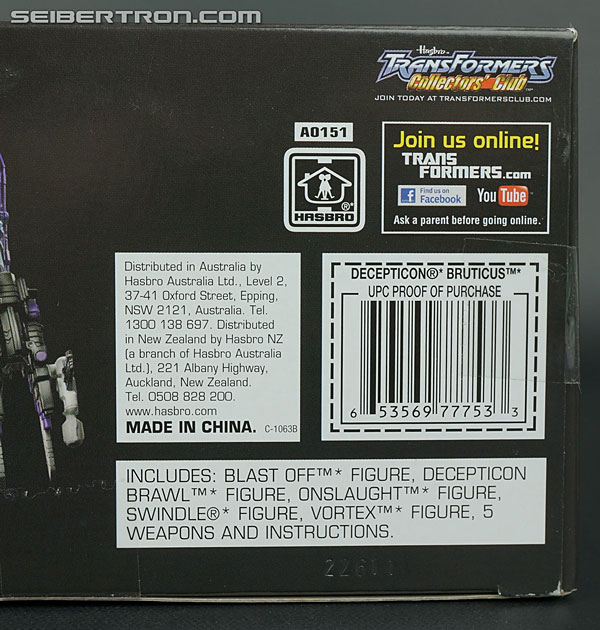 SEIBERTRON.COM
Hasbro
TRANSFORMERS
Collectors' Club™
JOIN TODAY AT TRANSFORMERSCLUB.COM
A0151
HASBRO
®*
Join us online!
TRANS
FORMERS.com
f Find us on
Facebook
YouTube
Ask a parent before going online.
Distributed in Australia by
Hasbro Australia Ltd., Level 2,
37-41 Oxford Street, Epping,
NSW 2121, Australia. Tel.
1300 138 697. Distributed
in New Zealand by Hasbro NZ
(a branch of Hasbro Australia
Ltd.), 221 Albany Highway,
Auckland, New Zealand.
Tel. 0508 828 200.
www.hasbro.com
MADE IN CHINA. C-1063B
DECEPTICON®* BRUTICUS™*
UPC PROOF OF PURCHASE
6 53569 77753 3
INCLUDES: BLAST OFF™* FIGURE, DECEPTICON
BRAWL™* FIGURE, ONSLAUGHT™* FIGURE,
SWINDLE®* FIGURE, VORTEX™* FIGURE, 5
WEAPONS AND INSTRUCTIONS.